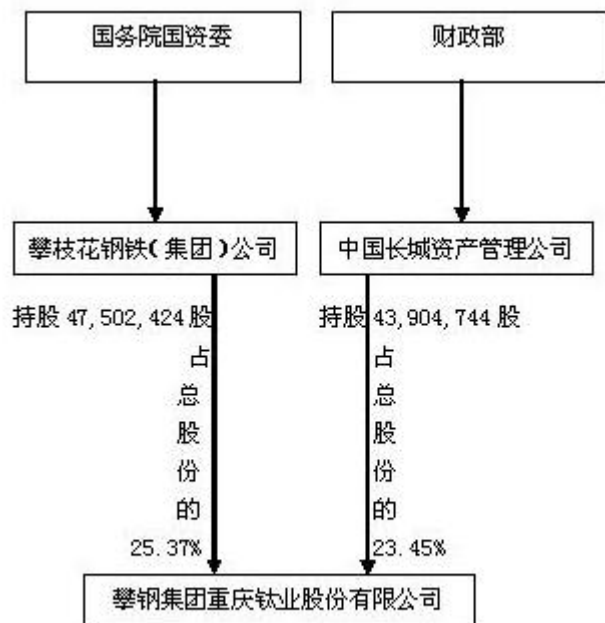 国务院国资委
财政部
攀枝花钢铁(集团)公司
中国长城资产管理公司
持股 47,502,424 股
占
总
股
份
的
25.37%
持股 43,904,744 股
占
总
股
份
的
23.45%
攀钢集团重庆钛业股份有限公司